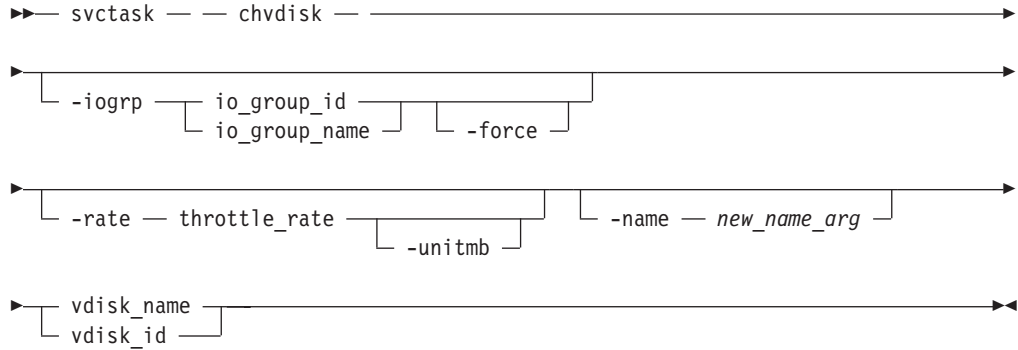 svctask chvdisk
-iogrp io_group_id
io_group_name -force
-rate throttle_rate -name new_name_arg
-unitmb
vdisk_name
vdisk_id